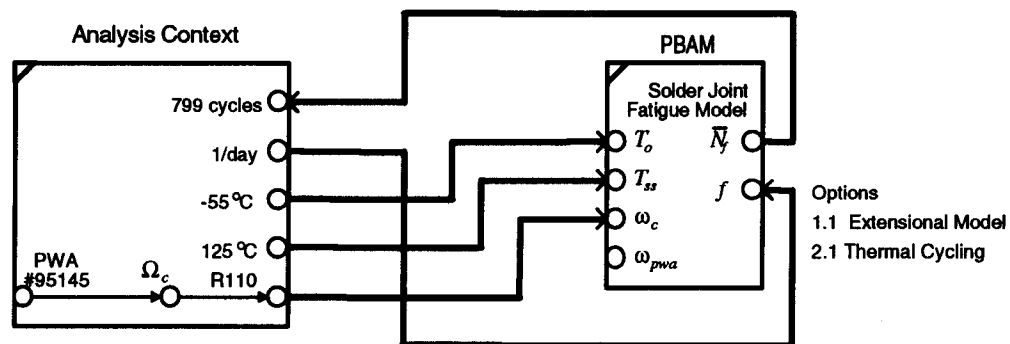 Analysis Context
799 cycles
1/day
-55 °C
125 °C
PWA
#95145
Ωc
R110
PBAM
Solder Joint
Fatigue Model
To
N̅f
Tss
f
ωc
ωpwa
Options
1.1 Extensional Model
2.1 Thermal Cycling